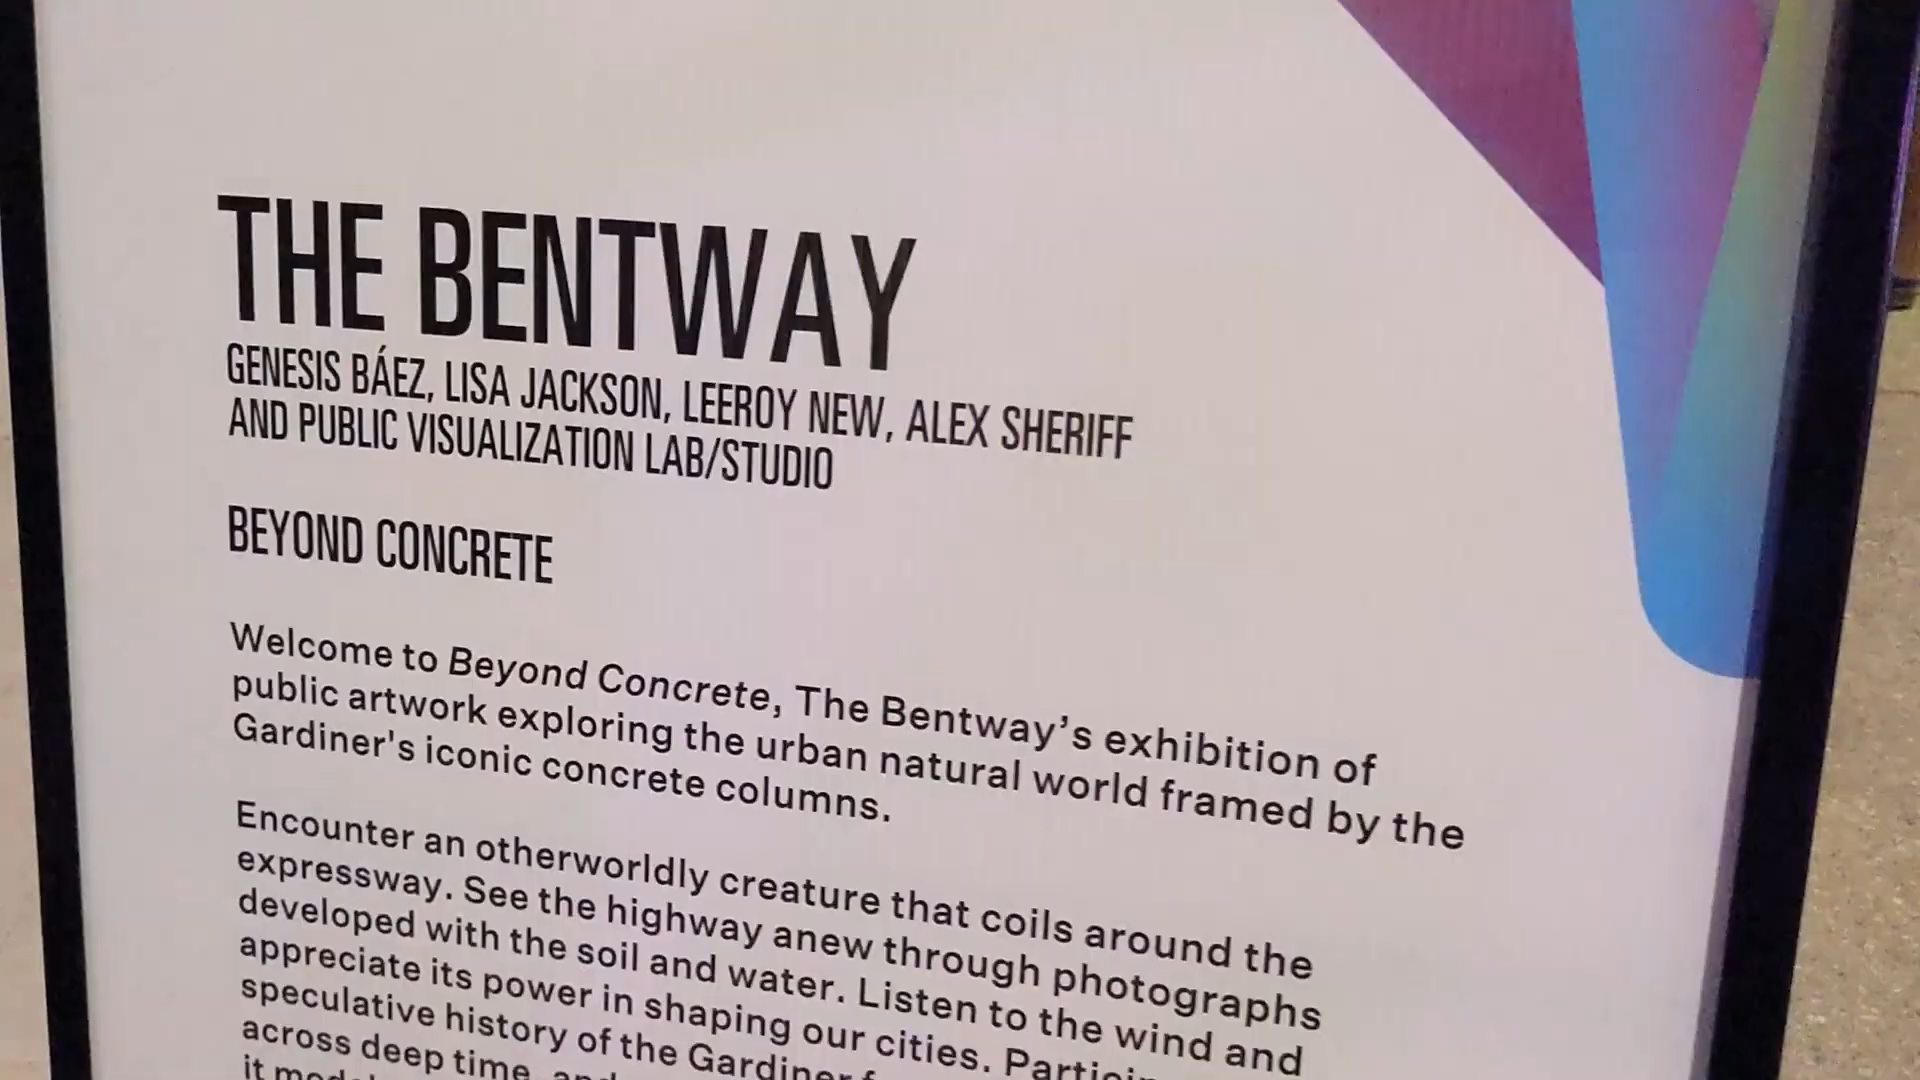 THE BENTWAY
GENESIS BÁEZ, LISA JACKSON, LEEROY NEW, ALEX SHERIFF
AND PUBLIC VISUALIZATION LAB/STUDIO
BEYOND CONCRETE
Welcome to Beyond Concrete, The Bentway’s exhibition of
public artwork exploring the urban natural world framed by the
Gardiner's iconic concrete columns.
Encounter an otherworldly creature that coils around the
expressway. See the highway anew through photographs
developed with the soil and water. Listen to the wind and
appreciate its power in shaping our cities.
speculative history of the Gardiner
across deep time,
it